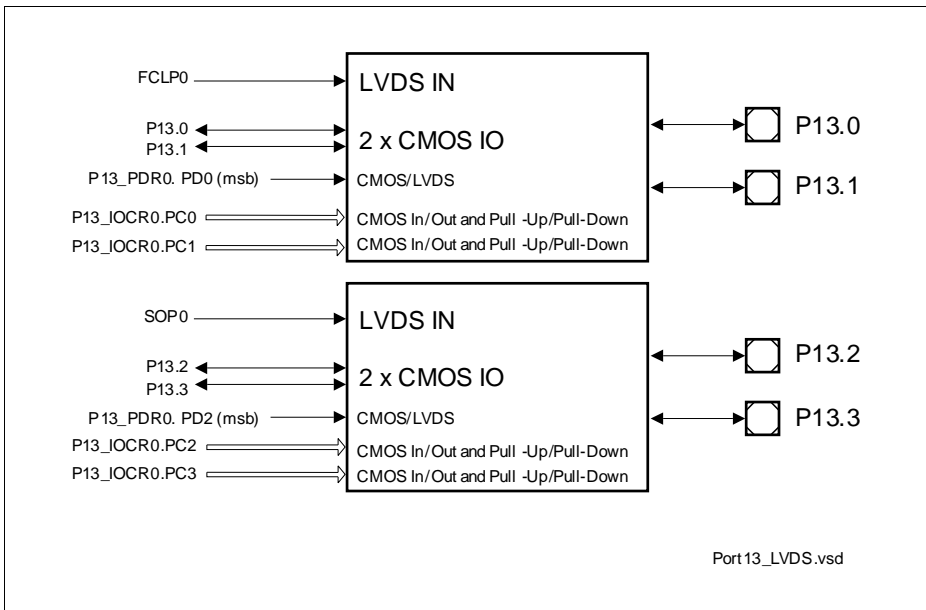 FCLP0
LVDS IN
P13.0
P13.1
2 x CMOS IO
P13_PDR0. PD0 (msb)
CMOS/LVDS
P13_IOCR0.PC0
CMOS In/Out and Pull -Up/Pull-Down
P13_IOCR0.PC1
CMOS In/Out and Pull -Up/Pull-Down
P13.0
P13.1
SOP0
LVDS IN
P13.2
P13.3
2 x CMOS IO
P13_PDR0. PD2 (msb)
CMOS/LVDS
P13_IOCR0.PC2
CMOS In/Out and Pull -Up/Pull-Down
P13_IOCR0.PC3
CMOS In/Out and Pull -Up/Pull-Down
P13.2
P13.3
Port13_LVDS.vsd